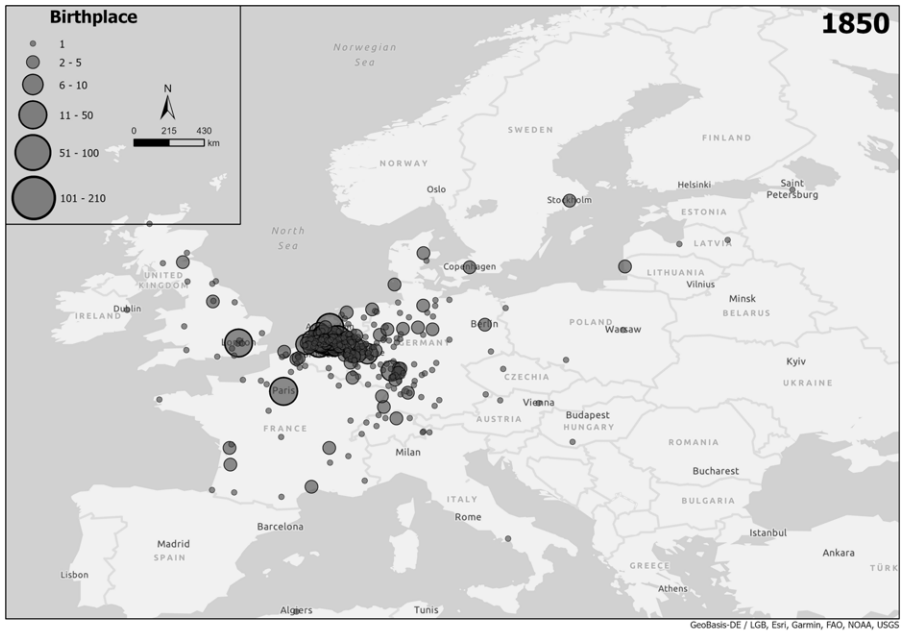 Birthplace
1850
1
2 - 5
6 - 10
11 - 50
51 - 100
101 - 210
N
0 215 430
km
Norwegian
Sea
SWEDEN
FINLAND
NORWAY
Oslo
Helsinki
Saint
Petersburg
Stockholm
ESTONIA
North
Sea
LATVIA
Copenhagen
LITHUANIA
UNITED
KINGDOM
Vilnius
Dublin
IRELAND
Minsk
BELARUS
Berlin
POLAND
Warsaw
London
GERMANY
Kyiv
UKRAINE
CZECHIA
Paris
Vienna
AUSTRIA
Budapest
HUNGARY
FRANCE
ROMANIA
Milan
Bucharest
ITALY
BULGARIA
Rome
Barcelona
Istanbul
Madrid
SPAIN
Ankara
GREECE
TÜRK
Lisbon
Athens
Algiers
Tunis
GeoBasis-DE / LGB, Esri, Garmin, FAO, NOAA, USGS